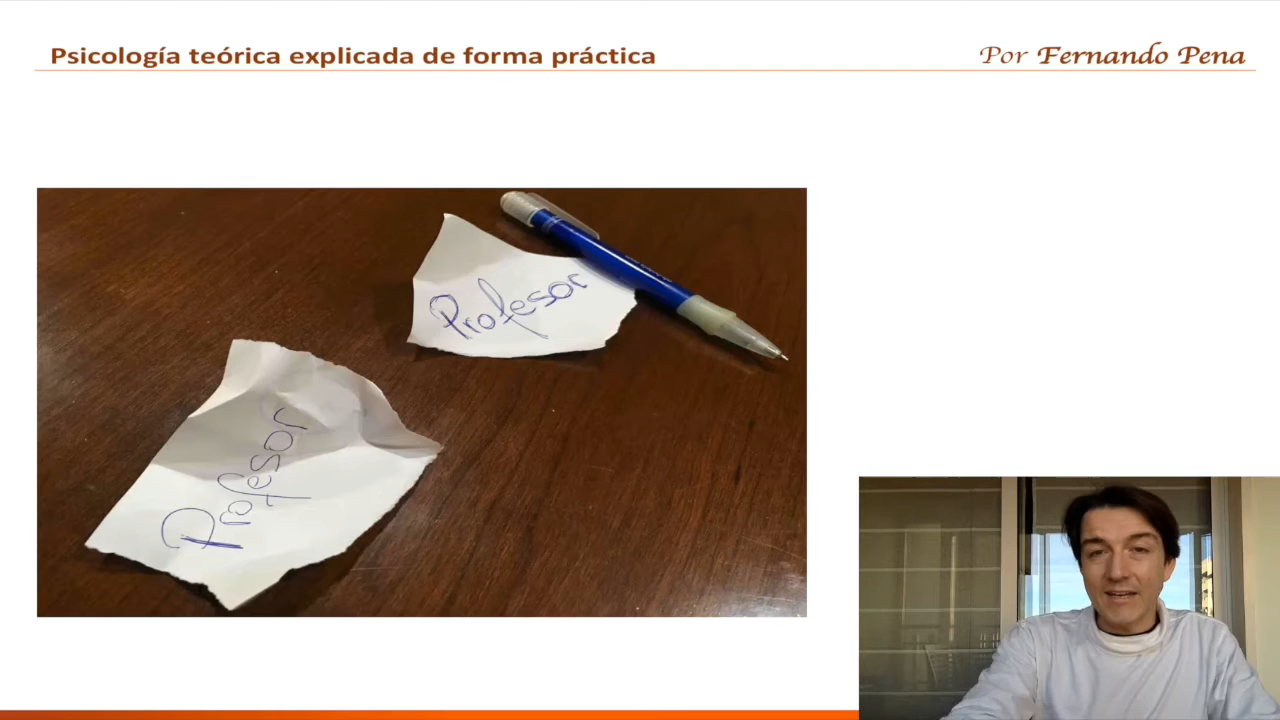 Psicología teórica explicada de forma práctica
Por Fernando Pena
Profesor
Profesor